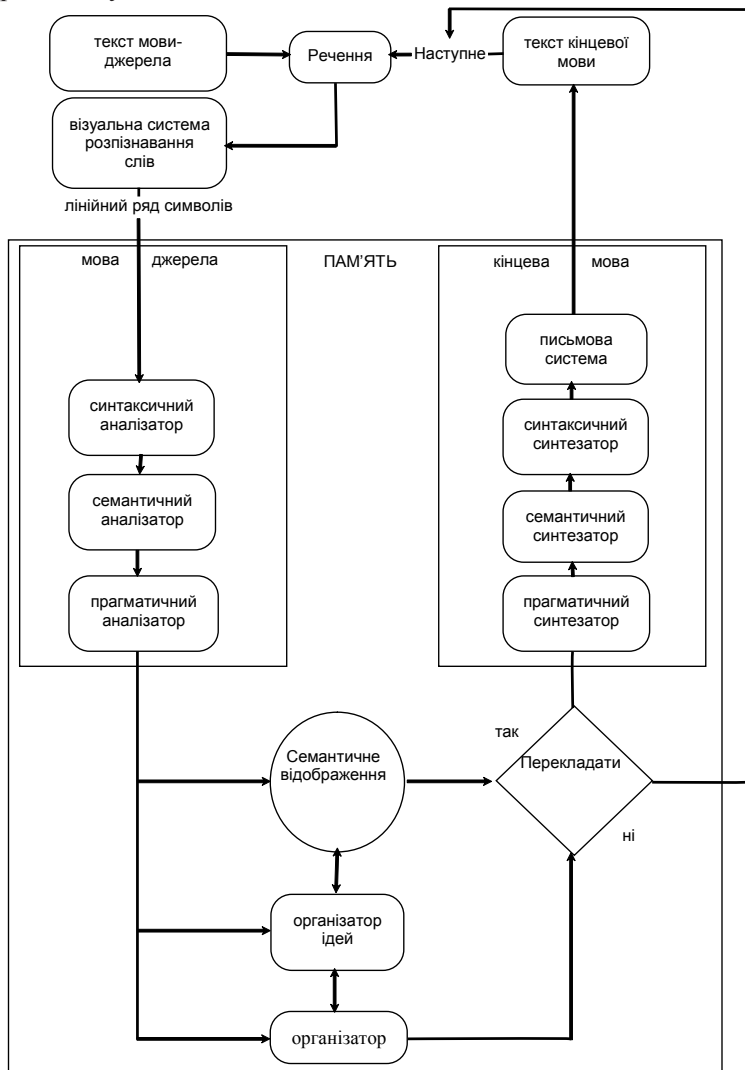 текст мови-
джерела
Речення
Наступне
текст кінцевої
мови
візуальна система
розпізнавання
слів
лінійний ряд символів
мова джерела
ПАМ'ЯТЬ
кінцева мова
письмова
система
синтаксичний
аналізатор
синтаксичний
синтезатор
семантичний
аналізатор
семантичний
синтезатор
прагматичний
аналізатор
прагматичний
синтезатор
так
Семантичне
відображення
Перекладати
ні
організатор
ідей
організатор